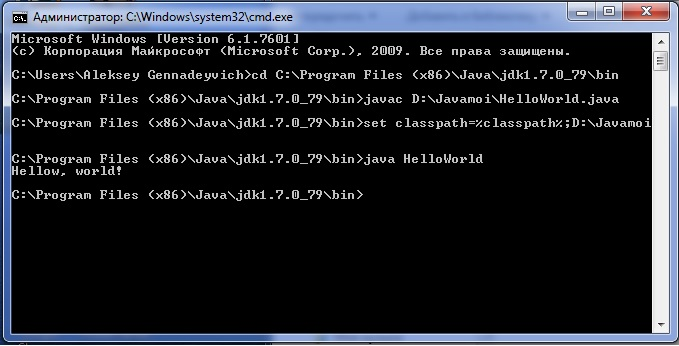 Администратор: C:\Windows\system32\cmd.exe
Microsoft Windows [Version 6.1.7601]
(c) Корпорация Майкрософт (Microsoft Corp.), 2009. Все права защищены.
C:\Users\Aleksey Gennadeyvich>cd C:\Program Files (x86)\Java\jdk1.7.0_79\bin
C:\Program Files (x86)\Java\jdk1.7.0_79\bin>javac D:\Javamoi\HelloWorld.java
C:\Program Files (x86)\Java\jdk1.7.0_79\bin>set classpath=%classpath%;D:\Javamoi
C:\Program Files (x86)\Java\jdk1.7.0_79\bin>java HelloWorld
Hellow, world!
C:\Program Files (x86)\Java\jdk1.7.0_79\bin>